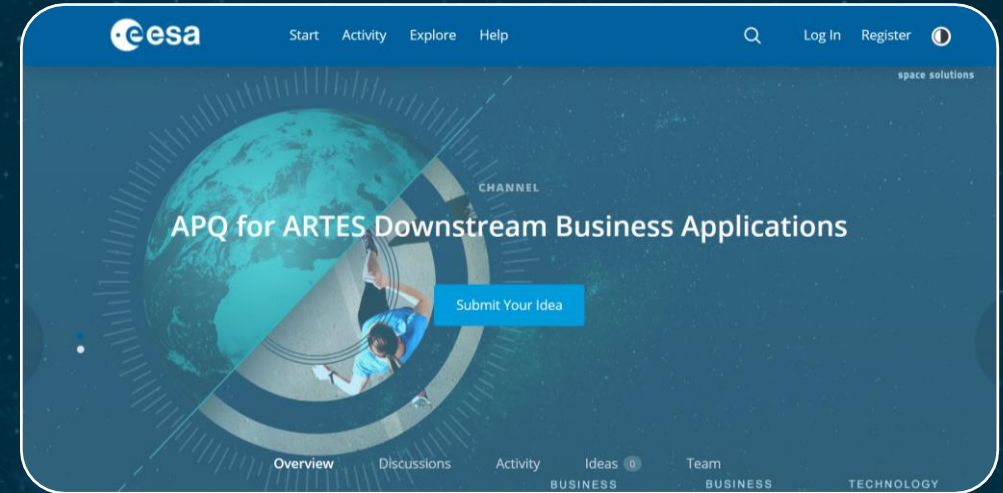 eesa Start Activity Explore Help Log In Register
space solutions
CHANNEL
APQ for ARTES Downstream Business Applications
Submit Your Idea
Overview Discussions Activity Ideas 0 Team
BUSINESS BUSINESS TECHNOLOGY